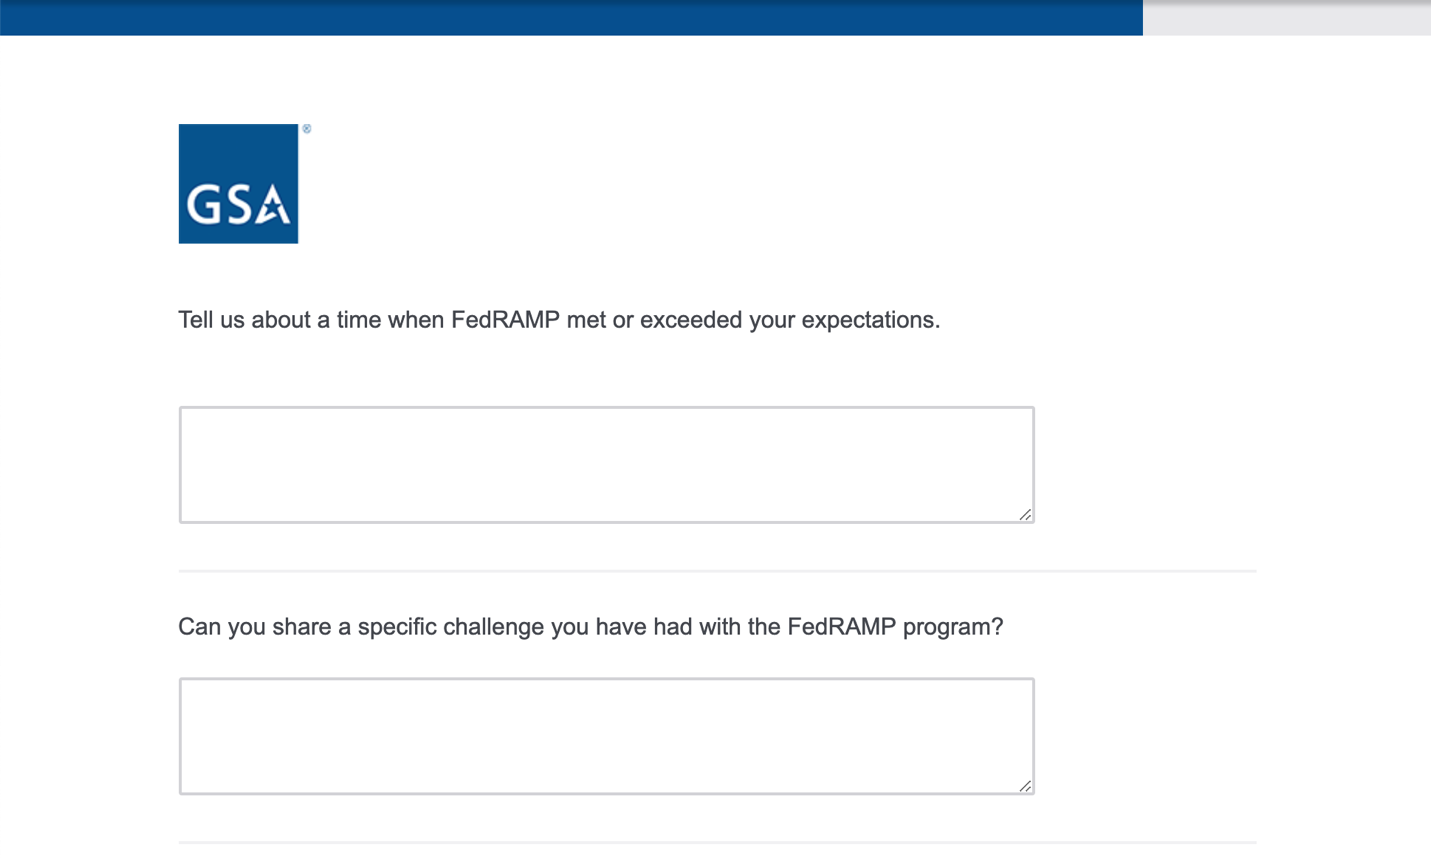 GSA
®
Tell us about a time when FedRAMP met or exceeded your expectations.
Can you share a specific challenge you have had with the FedRAMP program?